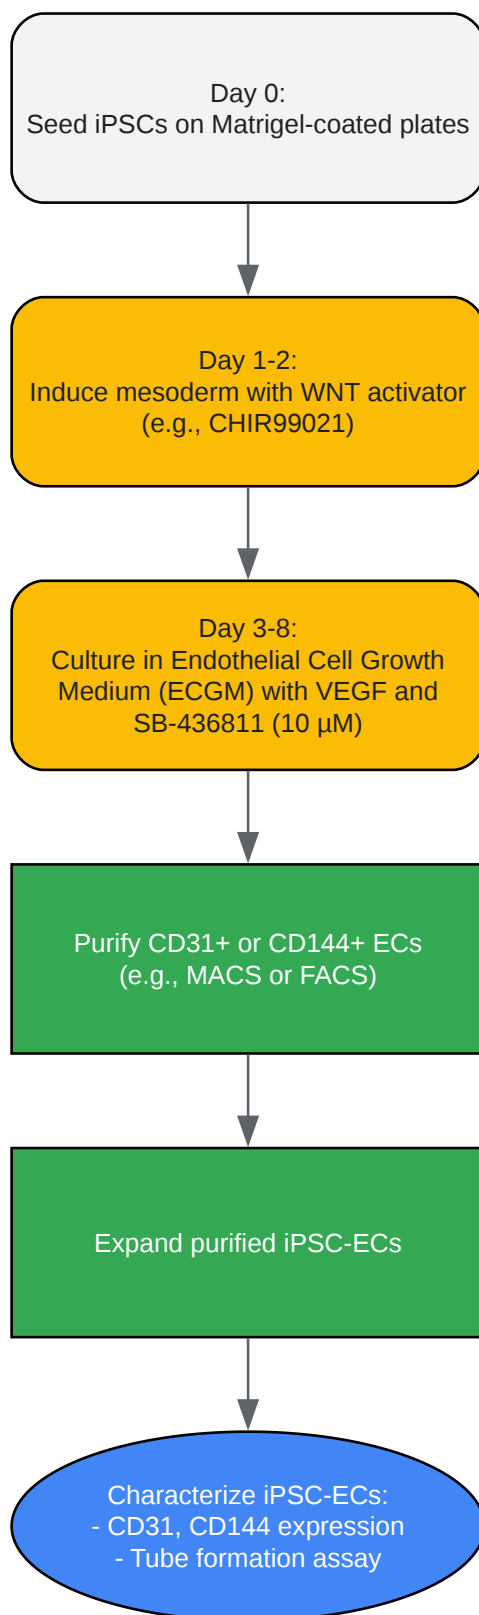 Day 0:
Seed iPSCs on Matrigel-coated plates
Day 1-2:
Induce mesoderm with WNT activator
(e.g., CHIR99021)
Day 3-8:
Culture in Endothelial Cell Growth
Medium (ECGM) with VEGF and
SB-436811 (10 µM)
Purify CD31+ or CD144+ ECs
(e.g., MACS or FACS)
Expand purified iPSC-ECs
Characterize iPSC-ECs:
- CD31, CD144 expression
- Tube formation assay